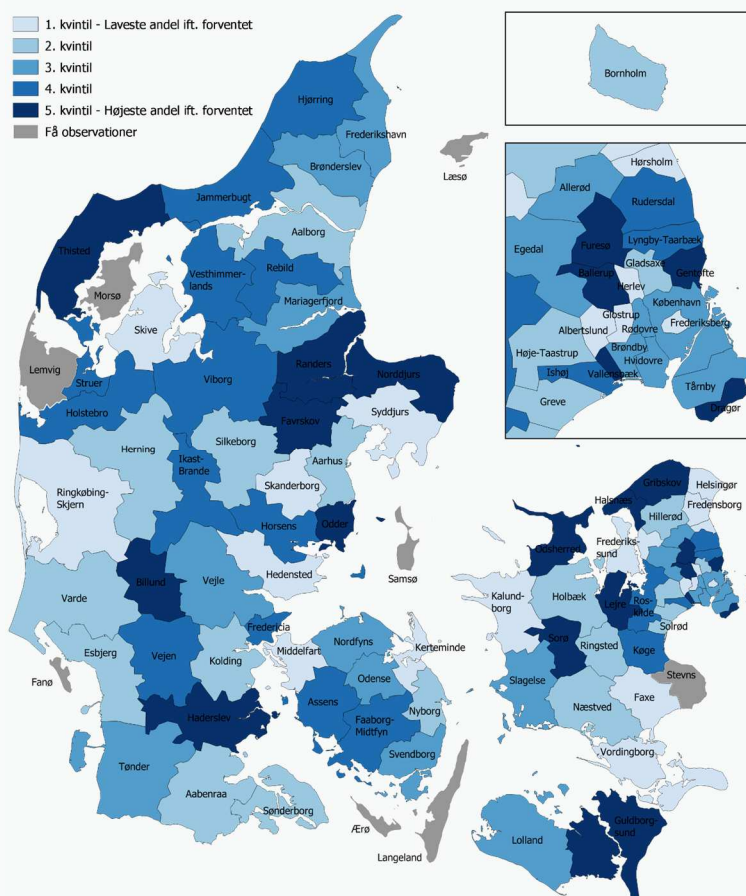 1. kvintil - Laveste andel ift. forventet
2. kvintil
3. kvintil
4. kvintil
5. kvintil - Højeste andel ift. forventet
Få observationer
Hjørring
Frederikshavn
Brønderslev
Læsø
Jammerbugt
Aalborg
Thisted
Vesthimmer-
lands
Rebild
Morsø
Mariagerfjord
Skive
Lemvig
Struer
Viborg
Randers
Norddjurs
Holstebro
Favrskov
Syddjurs
Herning
Ikast-
Brande
Silkeborg
Aarhus
Skanderborg
Ringkøbing-
Skjern
Horsens
Odder
Hedensted
Samsø
Billund
Vejle
Varde
Fredericia
Esbjerg
Vejen
Kolding
Middelfart
Nordfyns
Kerteminde
Fanø
Odense
Assens
Nyborg
Haderslev
Faaborg-
Midtfyn
Svendborg
Tønder
Aabenraa
Sønderborg
Ærø
Langeland
Bornholm
Hørsholm
Allerød
Rudersdal
Egedal
Furesø
Lyngby-Taarbæk
Gladsaxe
Gentofte
Ballerup
Herlev
København
Glostrup
Frederiksberg
Albertslund
Rødovre
Brøndby
Høje-Taastrup
Hvidovre
Ishøj
Vallensbæk
Tårnby
Greve
Dragør
Gribskov
Helsingør
Halsnæs
Fredensborg
Hillerød
Frederiks-
sund
Odsherred
Kalund-
borg
Holbæk
Lejre
Ros-
kilde
Solrød
Sorø
Ringsted
Køge
Slagelse
Stevns
Faxe
Næstved
Vordingborg
Lolland
Guldborg-
sund